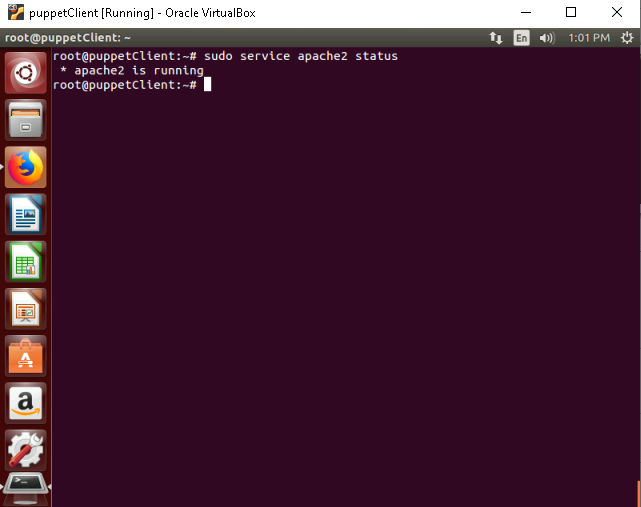 puppetClient [Running] - Oracle VirtualBox
root@puppetClient: ~
En
1:01 PM
root@puppetClient:~# sudo service apache2 status
 * apache2 is running
root@puppetClient:~#